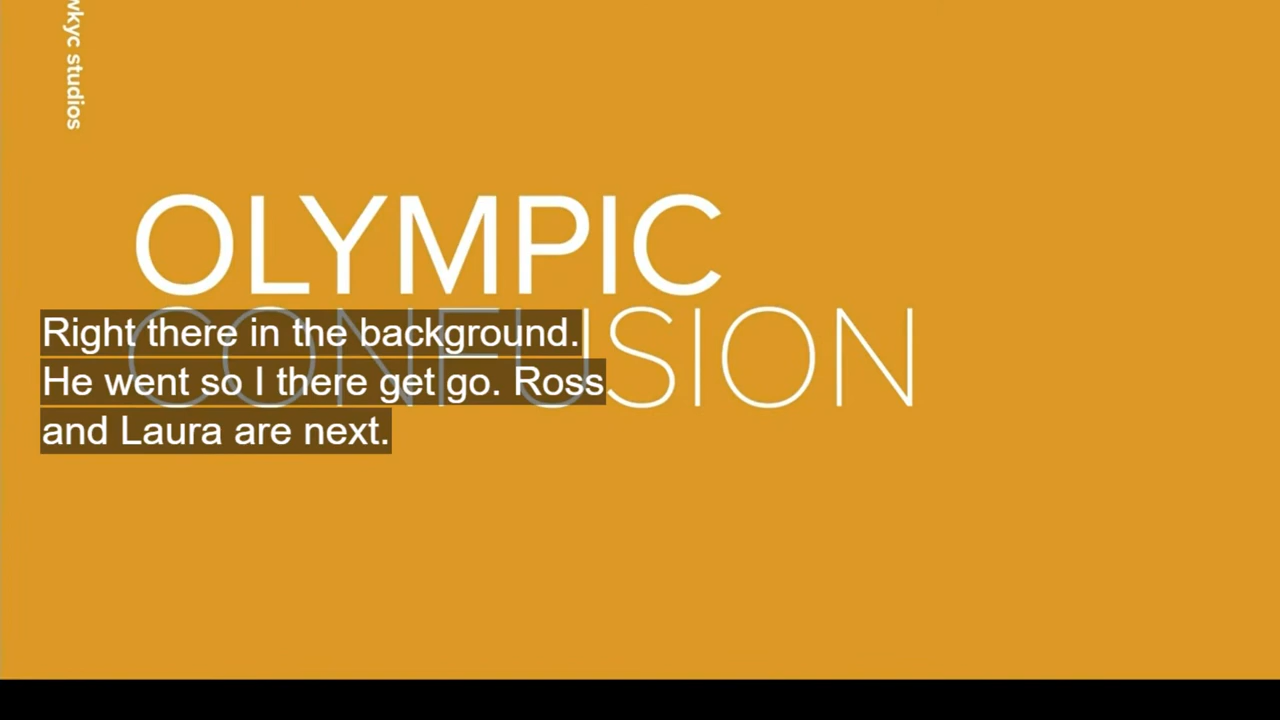 wkyc studios
OLYMPIC
CONFUSION
Right there in the background.
He went so I there get go. Ross
and Laura are next.